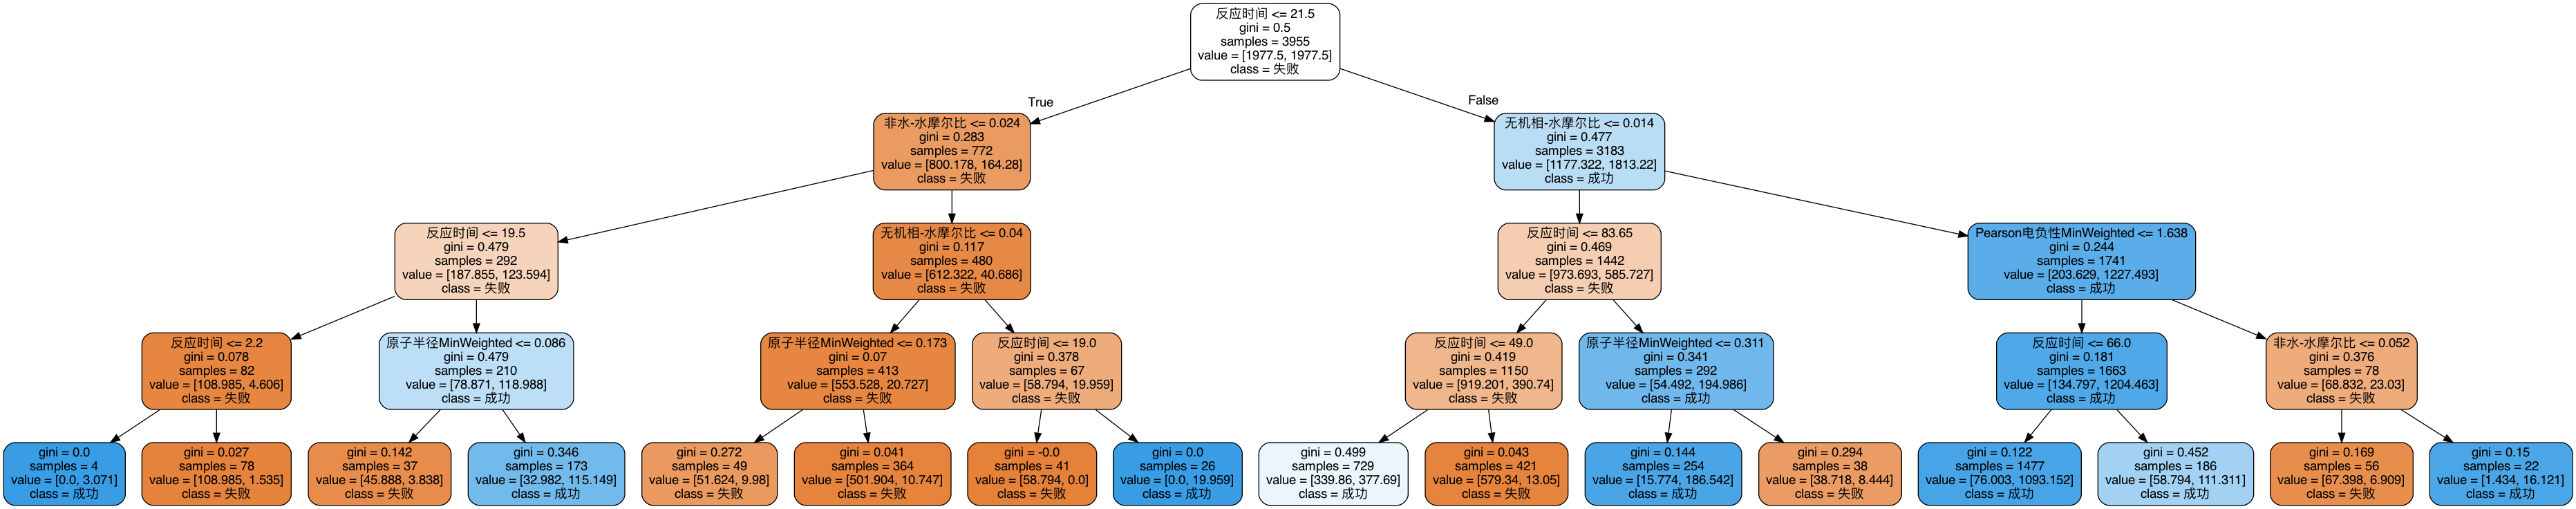 反应时间 <= 21.5
gini = 0.5
samples = 3955
value = [1977.5, 1977.5]
class = 失败
True
False
非水-水摩尔比 <= 0.024
gini = 0.283
samples = 772
value = [800.178, 164.28]
class = 失败
无机相-水摩尔比 <= 0.014
gini = 0.477
samples = 3183
value = [1177.322, 1813.22]
class = 成功
反应时间 <= 19.5
gini = 0.479
samples = 292
value = [187.855, 123.594]
class = 失败
无机相-水摩尔比 <= 0.04
gini = 0.117
samples = 480
value = [612.322, 40.686]
class = 失败
反应时间 <= 83.65
gini = 0.469
samples = 1442
value = [973.693, 585.727]
class = 失败
Pearson电负性MinWeighted <= 1.638
gini = 0.244
samples = 1741
value = [203.629, 1227.493]
class = 成功
反应时间 <= 2.2
gini = 0.078
samples = 82
value = [108.985, 4.606]
class = 失败
原子半径MinWeighted <= 0.086
gini = 0.479
samples = 210
value = [78.871, 118.988]
class = 成功
原子半径MinWeighted <= 0.173
gini = 0.07
samples = 413
value = [553.528, 20.727]
class = 失败
反应时间 <= 19.0
gini = 0.378
samples = 67
value = [58.794, 19.959]
class = 失败
反应时间 <= 49.0
gini = 0.419
samples = 1150
value = [919.201, 390.74]
class = 失败
原子半径MinWeighted <= 0.311
gini = 0.341
samples = 292
value = [54.492, 194.986]
class = 成功
反应时间 <= 66.0
gini = 0.181
samples = 1663
value = [134.797, 1204.463]
class = 成功
非水-水摩尔比 <= 0.052
gini = 0.376
samples = 78
value = [68.832, 23.03]
class = 失败
gini = 0.0
samples = 4
value = [0.0, 3.071]
class = 成功
gini = 0.027
samples = 78
value = [108.985, 1.535]
class = 失败
gini = 0.142
samples = 37
value = [45.888, 3.838]
class = 失败
gini = 0.346
samples = 173
value = [32.982, 115.149]
class = 成功
gini = 0.272
samples = 49
value = [51.624, 9.98]
class = 失败
gini = 0.041
samples = 364
value = [501.904, 10.747]
class = 失败
gini = -0.0
samples = 41
value = [58.794, 0.0]
class = 失败
gini = 0.0
samples = 26
value = [0.0, 19.959]
class = 成功
gini = 0.499
samples = 729
value = [339.86, 377.69]
class = 成功
gini = 0.043
samples = 421
value = [579.34, 13.05]
class = 失败
gini = 0.144
samples = 254
value = [15.774, 186.542]
class = 成功
gini = 0.294
samples = 38
value = [38.718, 8.444]
class = 失败
gini = 0.122
samples = 1477
value = [76.003, 1093.152]
class = 成功
gini = 0.452
samples = 186
value = [58.794, 111.311]
class = 成功
gini = 0.169
samples = 56
value = [67.398, 6.909]
class = 失败
gini = 0.15
samples = 22
value = [1.434, 16.121]
class = 成功